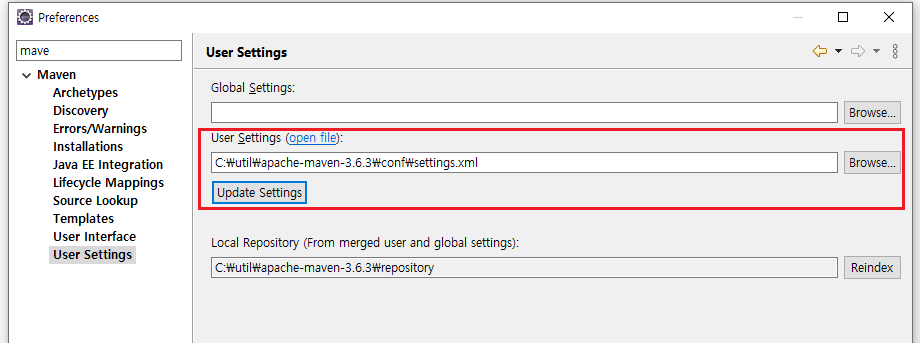 Preferences
mave
Maven
Archetypes
Discovery
Errors/Warnings
Installations
Java EE Integration
Lifecycle Mappings
Source Lookup
Templates
User Interface
User Settings
User Settings
Global Settings:
Browse...
User Settings (open file):
C:₩util₩apache-maven-3.6.3₩conf₩settings.xml
Browse...
Update Settings
Local Repository (From merged user and global settings):
C:₩util₩apache-maven-3.6.3₩repository
Reindex